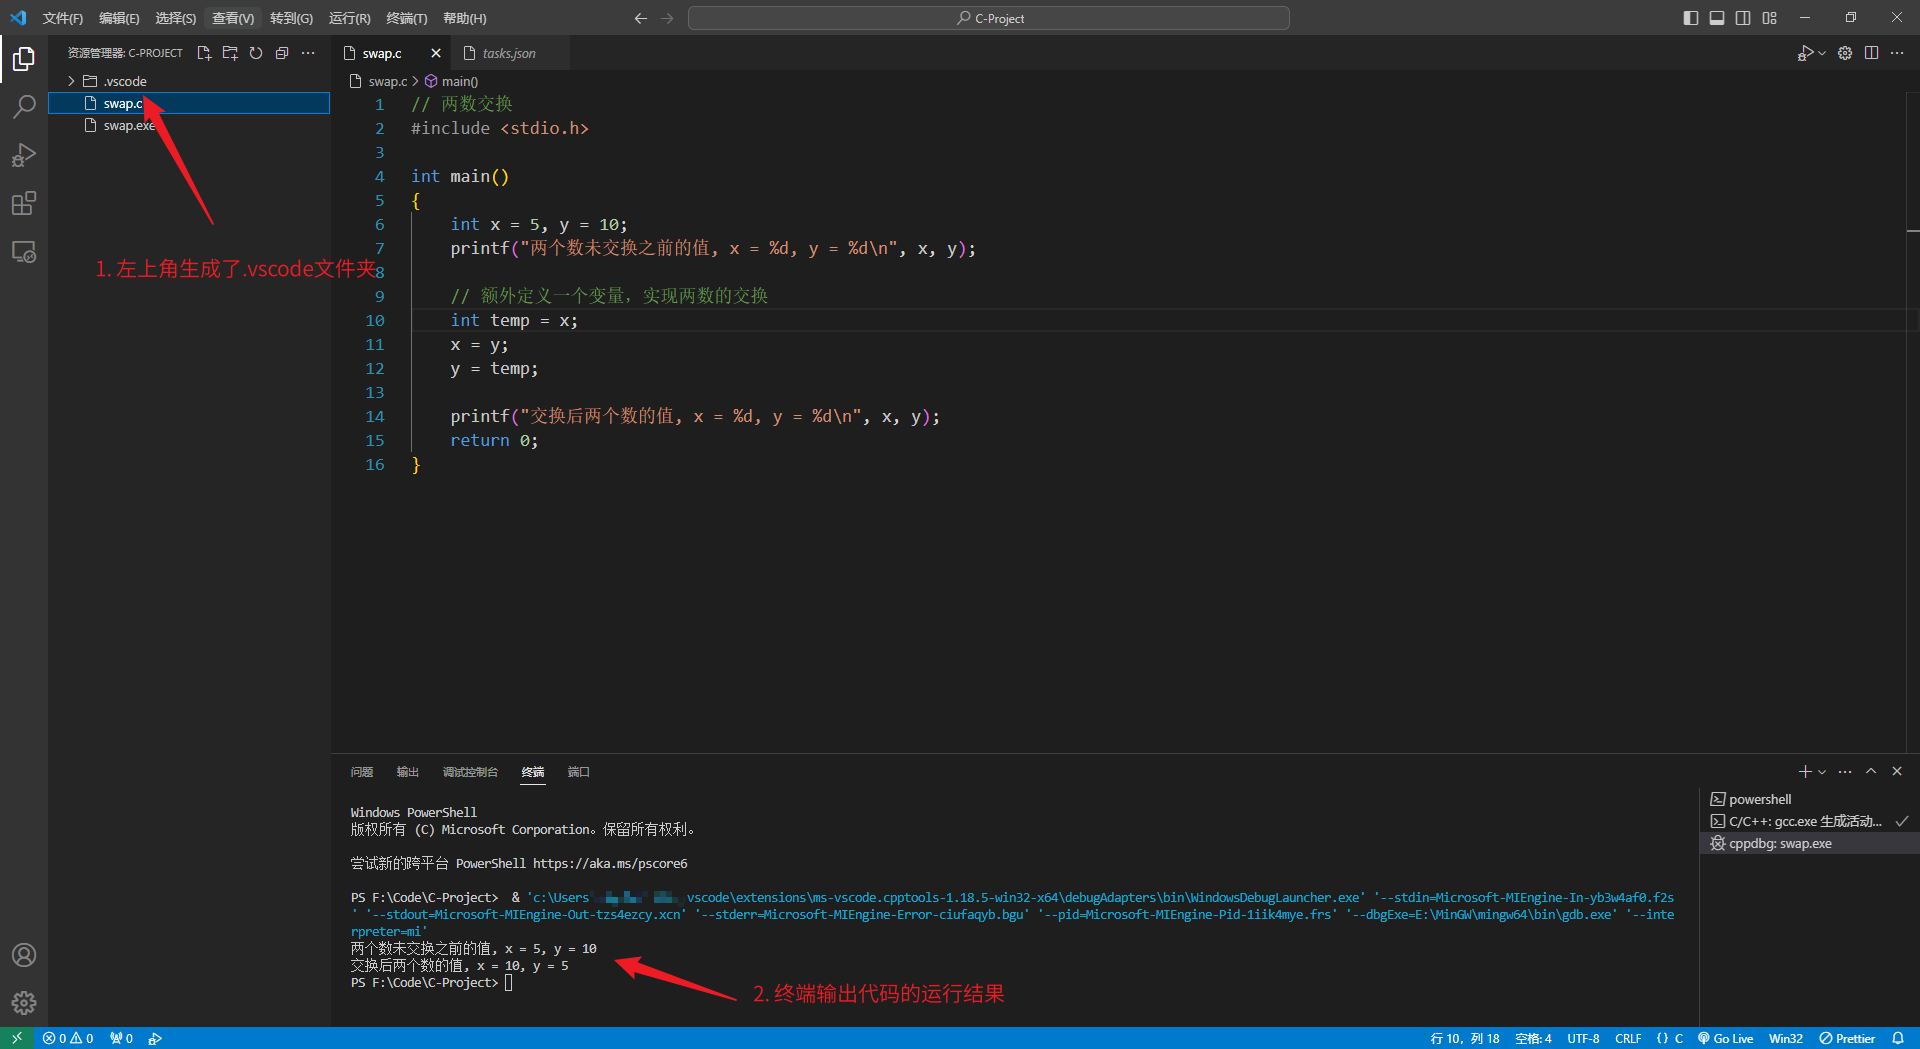 文件(F) 编辑(E) 选择(S) 查看(V) 转到(G) 运行(R) 终端(T) 帮助(H) C-Project
资源管理器: C-PROJECT
.vscode
swap.c
swap.exe
1. 左上角生成了.vscode文件夹
swap.c tasks.json
swap.c main()
1 // 两数交换
2 #include <stdio.h>
3
4 int main()
5 {
6 int x = 5, y = 10;
7 printf("两个数未交换之前的值, x = %d, y = %d\n", x, y);
8
9 // 额外定义一个变量，实现两数的交换
10 int temp = x;
11 x = y;
12 y = temp;
13
14 printf("交换后两个数的值, x = %d, y = %d\n", x, y);
15 return 0;
16 }
问题 输出 调试控制台 终端 端口
Windows PowerShell
版权所有 (C) Microsoft Corporation。保留所有权利。
尝试新的跨平台 PowerShell https://aka.ms/pscore6
PS F:\Code\C-Project> & 'c:\Users vscode\extensions\ms-vscode.cpptools-1.18.5-win32-x64\debugAdapters\bin\WindowsDebugLauncher.exe' '--stdin=Microsoft-MIEngine-In-yb3w4af0.f2s
' '--stdout=Microsoft-MIEngine-Out-tzs4ezcy.xcn' '--stderr=Microsoft-MIEngine-Error-ciufaqyb.bgu' '--pid=Microsoft-MIEngine-Pid-1iik4mye.frs' '--dbgExe=E:\MinGW\mingw64\bin\gdb.exe' '--inte
rpreter=mi'
两个数未交换之前的值, x = 5, y = 10
交换后两个数的值, x = 10, y = 5
PS F:\Code\C-Project>
2. 终端输出代码的运行结果
powershell
C/C++: gcc.exe 生成活动...
cppdbg: swap.exe
0 0 0 行 10，列 18 空格: 4 UTF-8 CRLF {} C Go Live Win32 Prettier